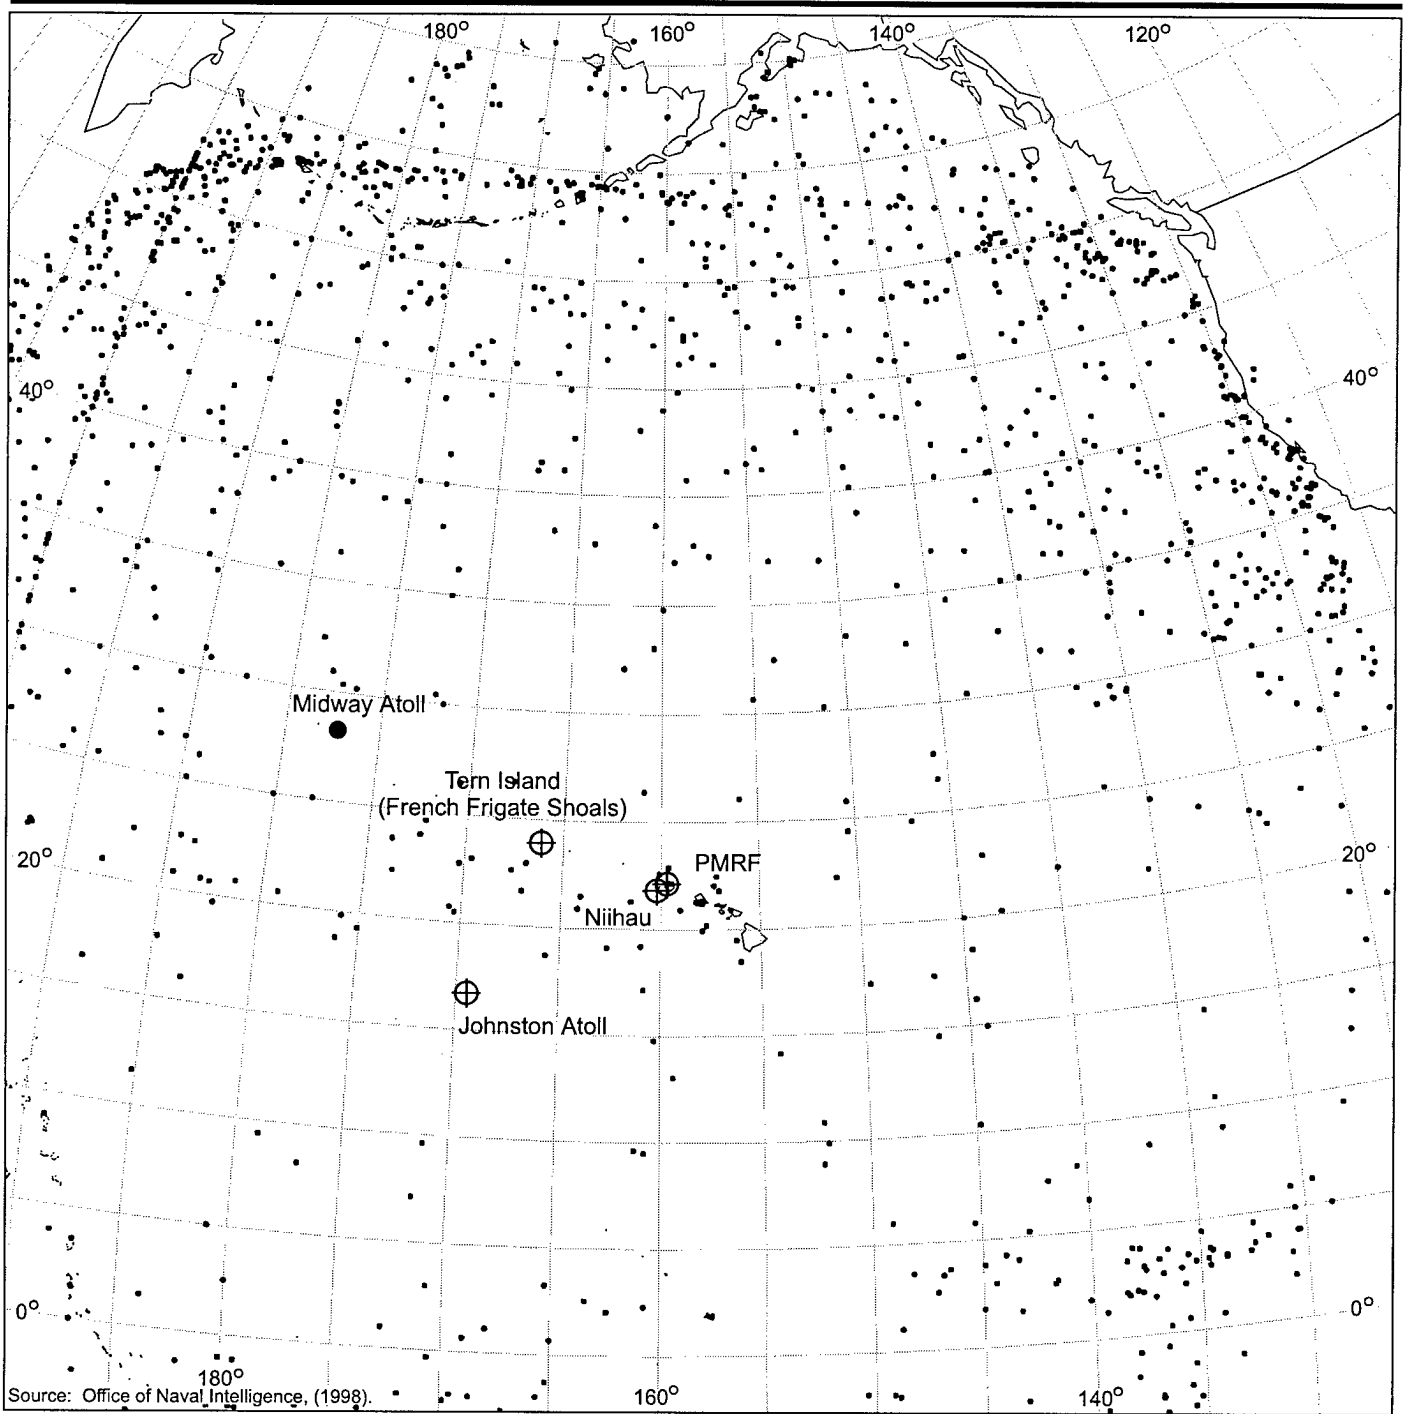 180°
160°
140°
120°
40°
40°
Midway Atoll
Tern Island
(French Frigate Shoals)
20°
PMRF
20°
Niihau
Johnston Atoll
0°
0°
180°
Source: Office of Naval Intelligence, (1998).
160°
140°